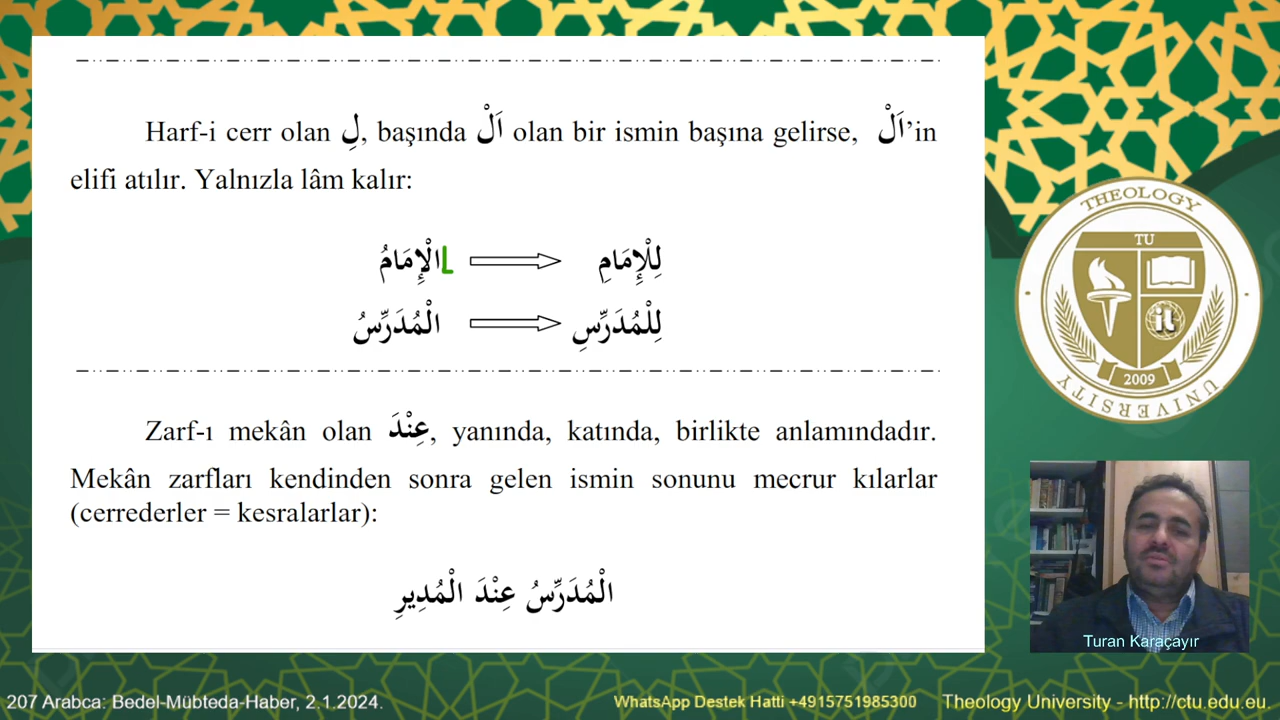 Harf-i cerr olan لِ, başında اَلْ olan bir ismin başına gelirse, اَلْ’in
elifi atılır. Yalnızla lâm kalır:
الْإِمَامُ L لِلْإِمَامِ
الْمُدَرِّسُ لِلْمُدَرِّسِ
Zarf-ı mekân olan عِنْدَ, yanında, katında, birlikte anlamındadır.
Mekân zarfları kendinden sonra gelen ismin sonunu mecrur kılarlar
(cerrederler = kesralarlar):
الْمُدَرِّسُ عِنْدَ الْمُدِيرِ
THEOLOGY
TU
2009
UNIVERSITY
Turan Karaçayır
207 Arabca: Bedel-Mübteda-Haber, 2.1.2024.
WhatsApp Destek Hatti +4915751985300
Theology University - http://ctu.edu.eu.